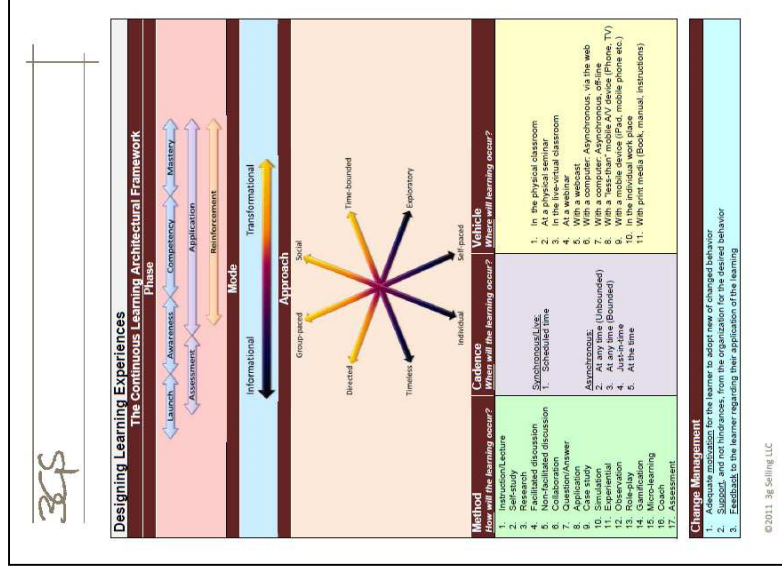 3GS
Designing Learning Experiences
The Continuous Learning Architectural Framework
Phase
Launch
Awareness
Competency
Mastery
Assessment
Application
Reinforcement
Mode
Informational
Transformational
Approach
Group-paced
Social
Directed
Time-bounded
Timeless
Exploratory
Individual
Self-paced
Method
How will the learning occur?
1. Instruction/Lecture
2. Self-study
3. Research
4. Facilitated discussion
5. Non-facilitated discussion
6. Collaboration
7. Question/Answer
8. Application
9. Case study
10. Simulation
11. Experiential
12. Observation
13. Role-play
14. Gamification
15. Micro-learning
16. Coach
17. Assessment
Cadence
When will the learning occur?
Synchronous/Live:
1. Scheduled time
Asynchronous:
2. At any time (Unbounded)
3. At any time (Bounded)
4. Just-in-time
5. At the time
Vehicle
Where will learning occur?
1. In the physical classroom
2. At a physical seminar
3. In the live-virtual classroom
4. At a webinar
5. With a webcast
6. With a computer: Asynchronous, via the web
7. With a computer: Asynchronous, off-line
8. With a "less-than" mobile A/V device (Phone, TV)
9. With a mobile device (iPad, mobile phone etc.)
10. In the individual work place
11. With print media (Book, manual, instructions)
Change Management
1. Adequate motivation for the learner to adopt new of changed behavior
2. Support, and not hindrances, from the organization for the desired behavior
3. Feedback to the learner regarding their application of the learning
©2011 3g Selling LLC